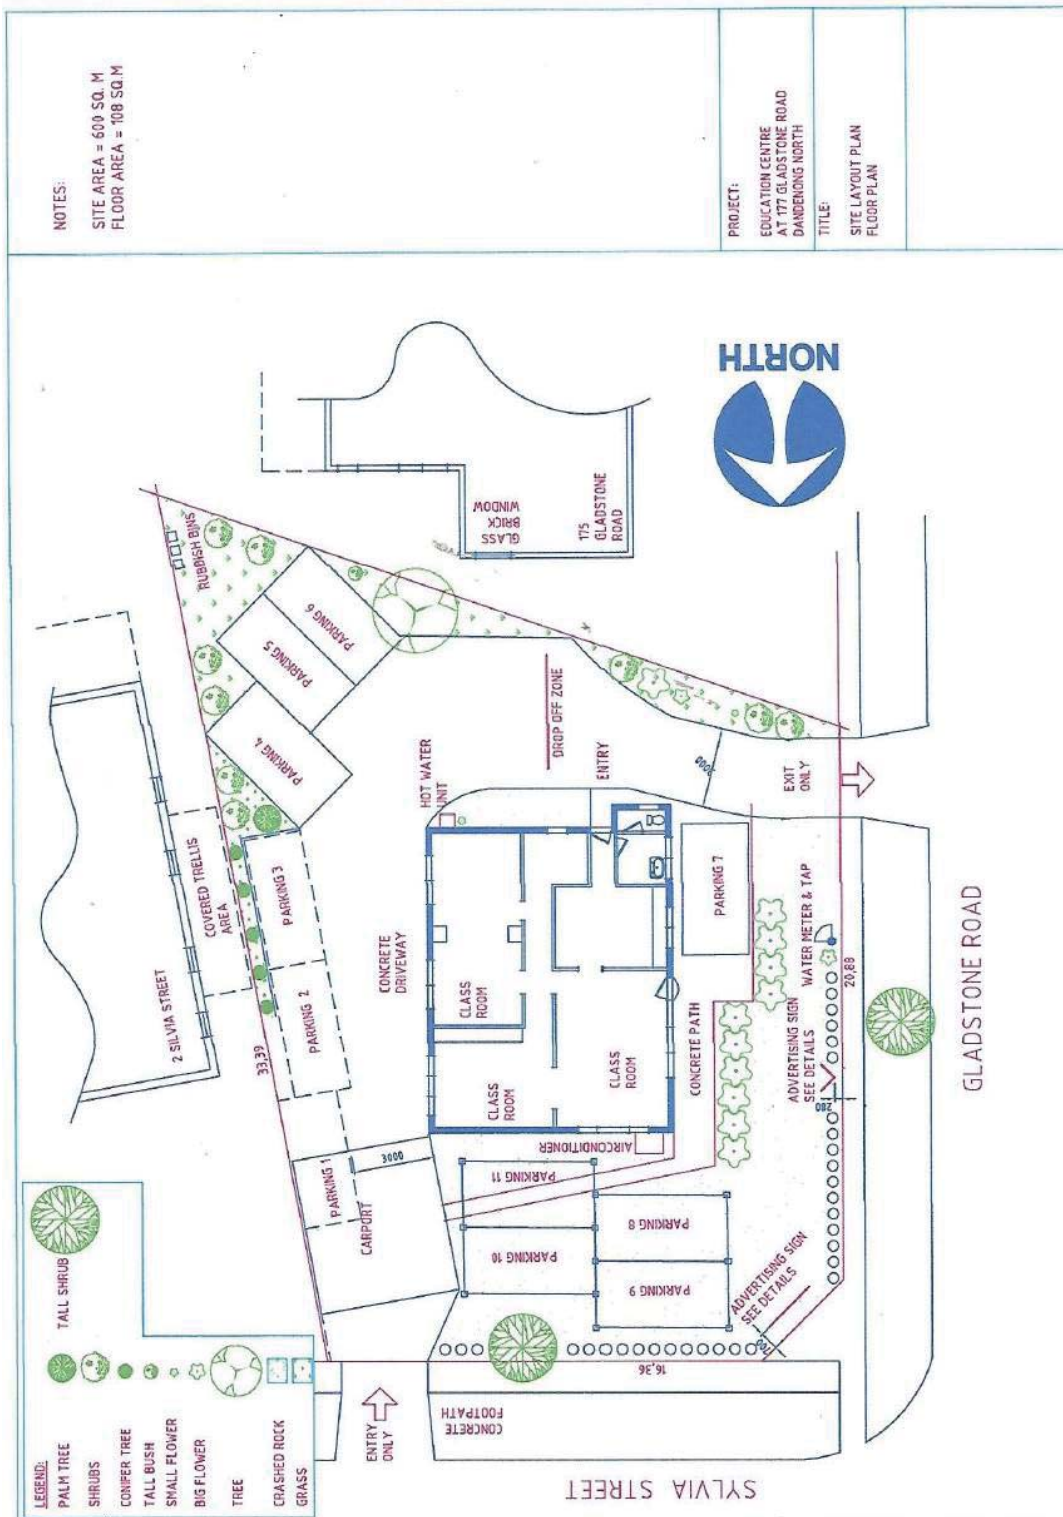 NOTES:
SITE AREA = 600 SQ. M
FLOOR AREA = 108 SQ.M
PROJECT:
EDUCATION CENTRE
AT 177 GLADSTONE ROAD
DANDENONG NORTH
TITLE:
SITE LAYOUT PLAN
FLOOR PLAN
NORTH
LEGEND:
PALM TREE
SHRUBS
CONIFER TREE
TALL BUSH
SMALL FLOWER
BIG FLOWER
TREE
CRASHED ROCK
GRASS
TALL SHRUB
2 SILVIA STREET
COVERED TRELLIS
AREA
RUBBISH BINS
33,39
PARKING 1
CARPORT
3000
PARKING 2
PARKING 3
PARKING 4
PARKING 5
PARKING 6
GLASS
BRICK
WINDOW
175
GLADSTONE
ROAD
CONCRETE
DRIVEWAY
HOT WATER
UNIT
DROP OFF ZONE
ENTRY
CLASS
ROOM
CLASS
ROOM
CLASS
ROOM
AIRCONDITIONER
PARKING 11
PARKING 10
PARKING 8
PARKING 9
PARKING 7
CONCRETE PATH
3000
EXIT
ONLY
WATER METER & TAP
ADVERTISING SIGN
SEE DETAILS
280
20,88
ADVERTISING SIGN
SEE DETAILS
700
16,36
ENTRY
ONLY
CONCRETE
FOOTPATH
SYLVIA STREET
GLADSTONE ROAD